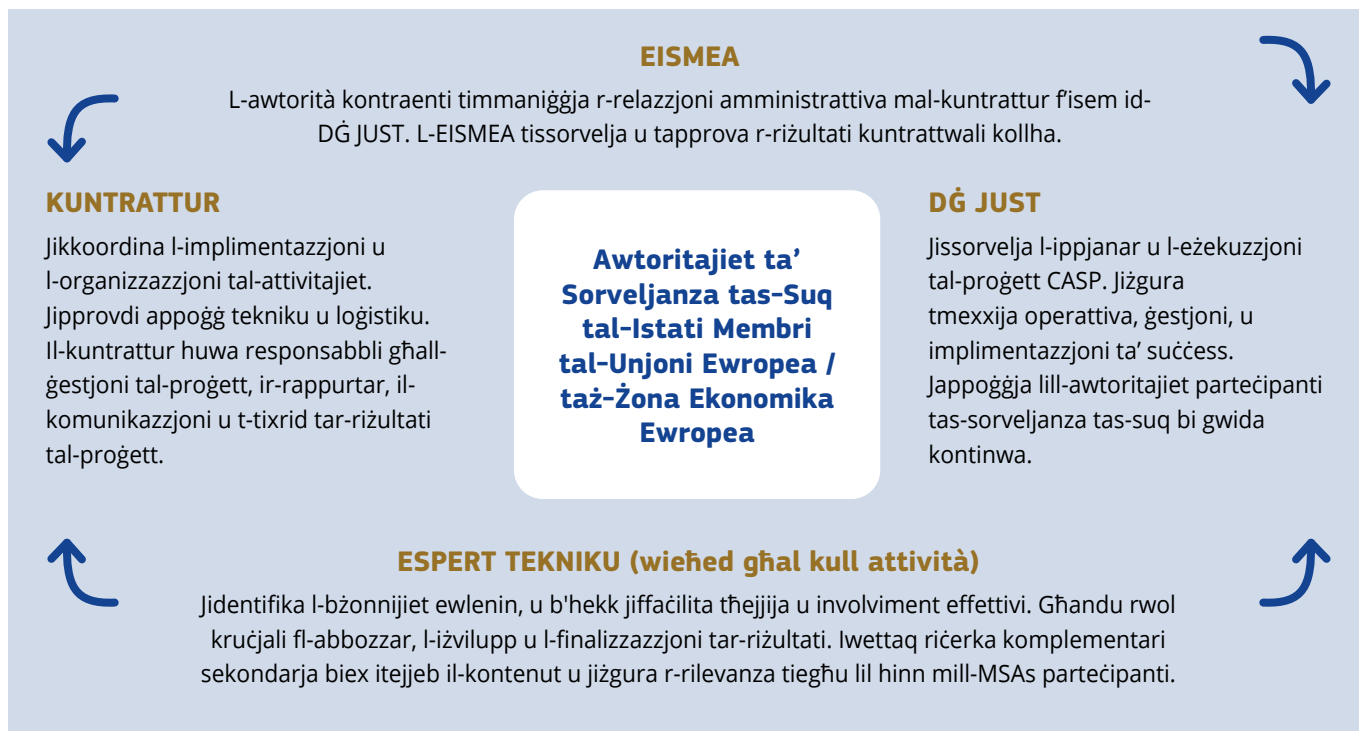 EISMEA
L-awtorità kontraenti timmaniġġja r-relazzjoni amministrattiva mal-kuntrattur f'isem id-
DĠ JUST. L-EISMEA tissorvelja u tapprova r-riżultati kuntrattwali kollha.
KUNTRATTUR
Jikkoordina l-implimentazzjoni u
l-organizzazzjoni tal-attivitajiet.
Jipprovdi appoġġ tekniku u loġistiku.
Il-kuntrattur huwa responsabbli għall-
ġestjoni tal-proġett, ir-rappurtar, il-
komunikazzjoni u t-tixrid tar-riżultati
tal-proġett.
Awtoritajiet ta’
Sorveljanza tas-Suq
tal-Istati Membri
tal-Unjoni Ewropea /
taż-Żona Ekonomika
Ewropea
DĠ JUST
Jissorvelja l-ippjanar u l-eżekuzzjoni
tal-proġett CASP. Jiżgura
tmexxija operattiva, ġestjoni, u
implimentazzjoni ta’ suċċess.
Jappoġġja lill-awtoritajiet parteċipanti
tas-sorveljanza tas-suq bi gwida
kontinwa.
ESPERT TEKNIKU (wieħed għal kull attività)
Jidentifika l-bżonnijiet ewlenin, u b'hekk jiffaċilita tħejjija u involviment effettivi. Għandu rwol
kruċjali fl-abbozzar, l-iżvilupp u l-finalizzazzjoni tar-riżultati. Iwettaq riċerka komplementari
sekondarja biex itejjeb il-kontenut u jiżgura r-rilevanza tiegħu lil hinn mill-MSAs parteċipanti.